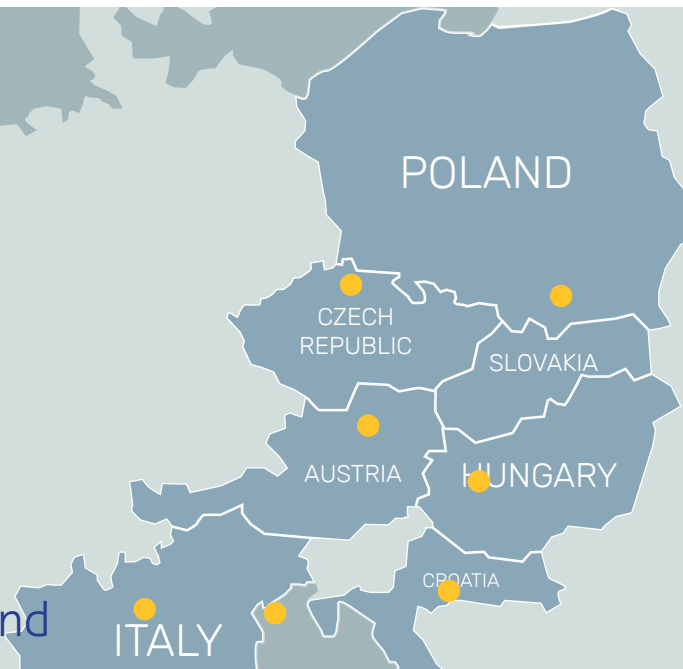 POLAND
CZECH
REPUBLIC
SLOVAKIA
AUSTRIA
HUNGARY
CROATIA
nd
ITALY